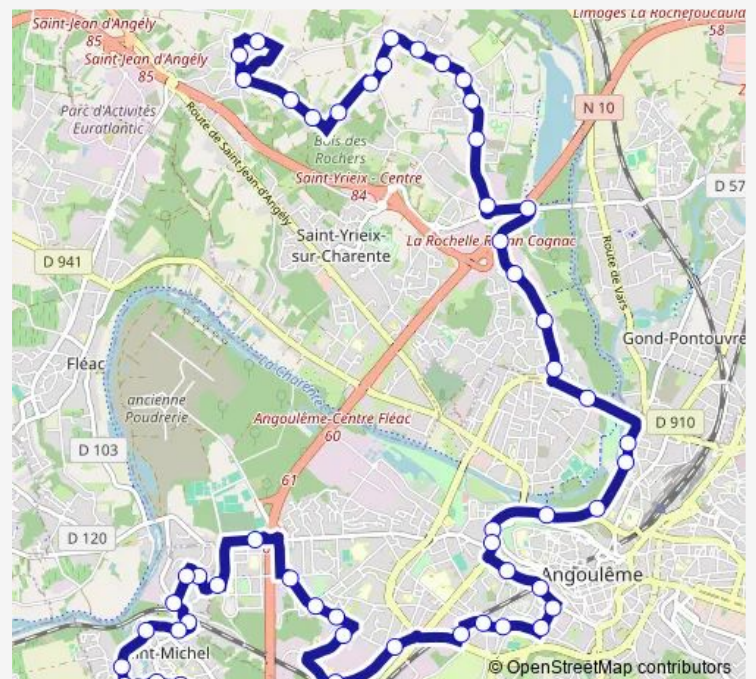 Saint-Jean d'Angély
85
Saint-Jean d'Angély
85
Limoges La Rochefoucauld
58
Parc d'Activités
Euratlantic
Route de Saint-Jean-d'Angély
Bois des
Rochers
N 10
Saint-Yrieix - Centre
84
D 57
Saint-Yrieix-
sur-Charente
La Rochelle Cognac
D 941
Route de Vars
Gond-Pontouvre
Fléac
La Charente
ancienne
Poudrerie
Angoulême-Centre Fléac
60
D 910
D 103
61
D 120
Angoulême
nt-Michel
© OpenStreetMap contributors